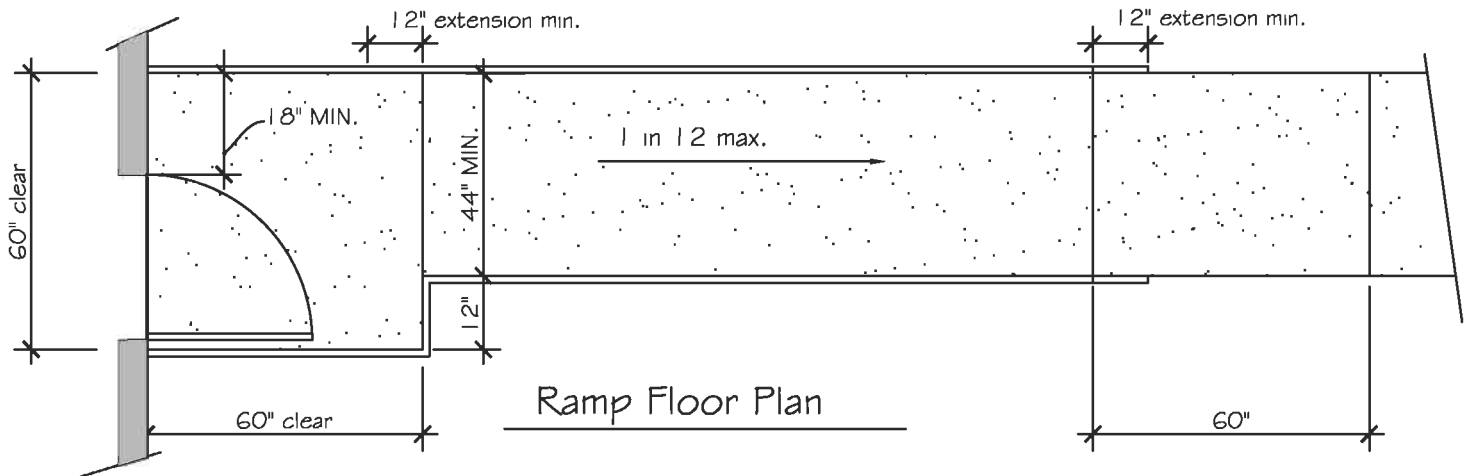 12" extension min.
12" extension min.
18" MIN.
1 in 12 max.
44" MIN.
60" clear
12"
60" clear
Ramp Floor Plan
60"